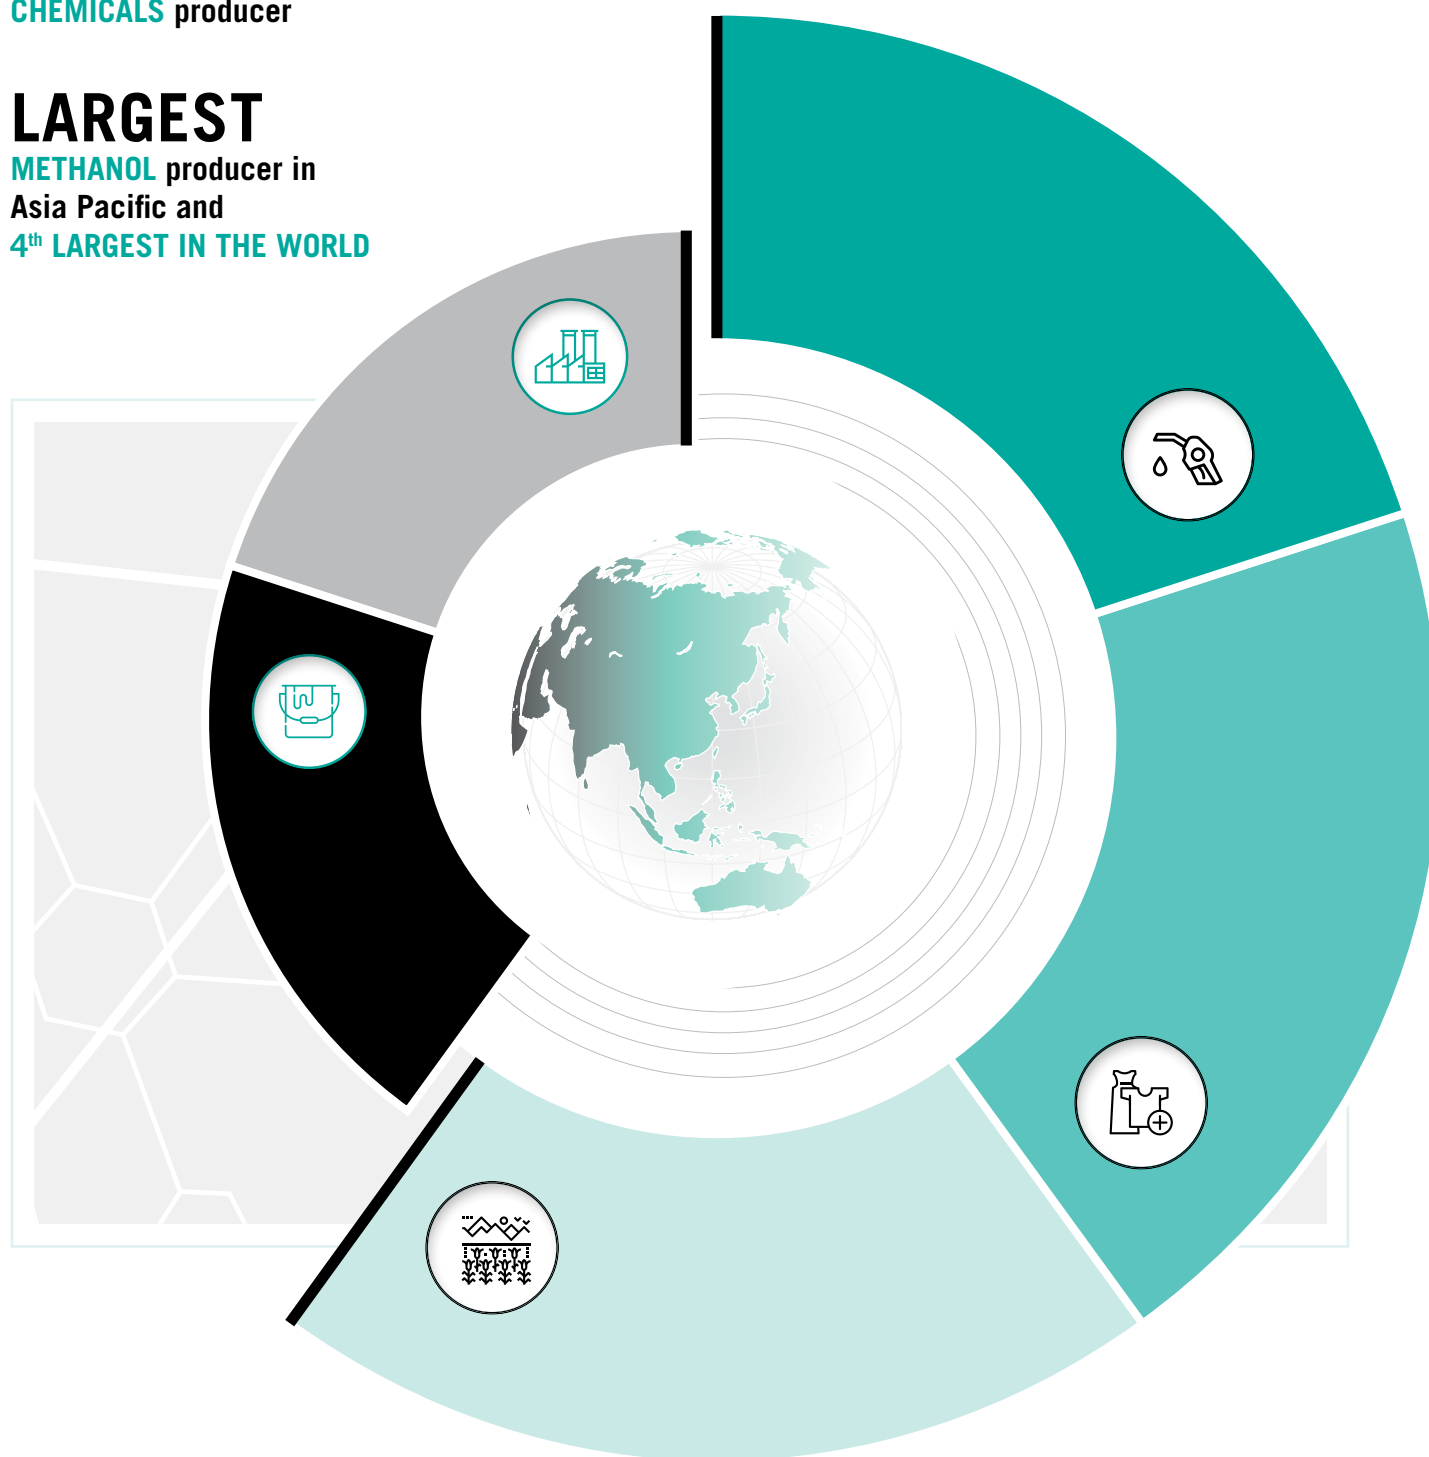 CHEMICALS producer
LARGEST
METHANOL producer in
Asia Pacific and
4th LARGEST IN THE WORLD